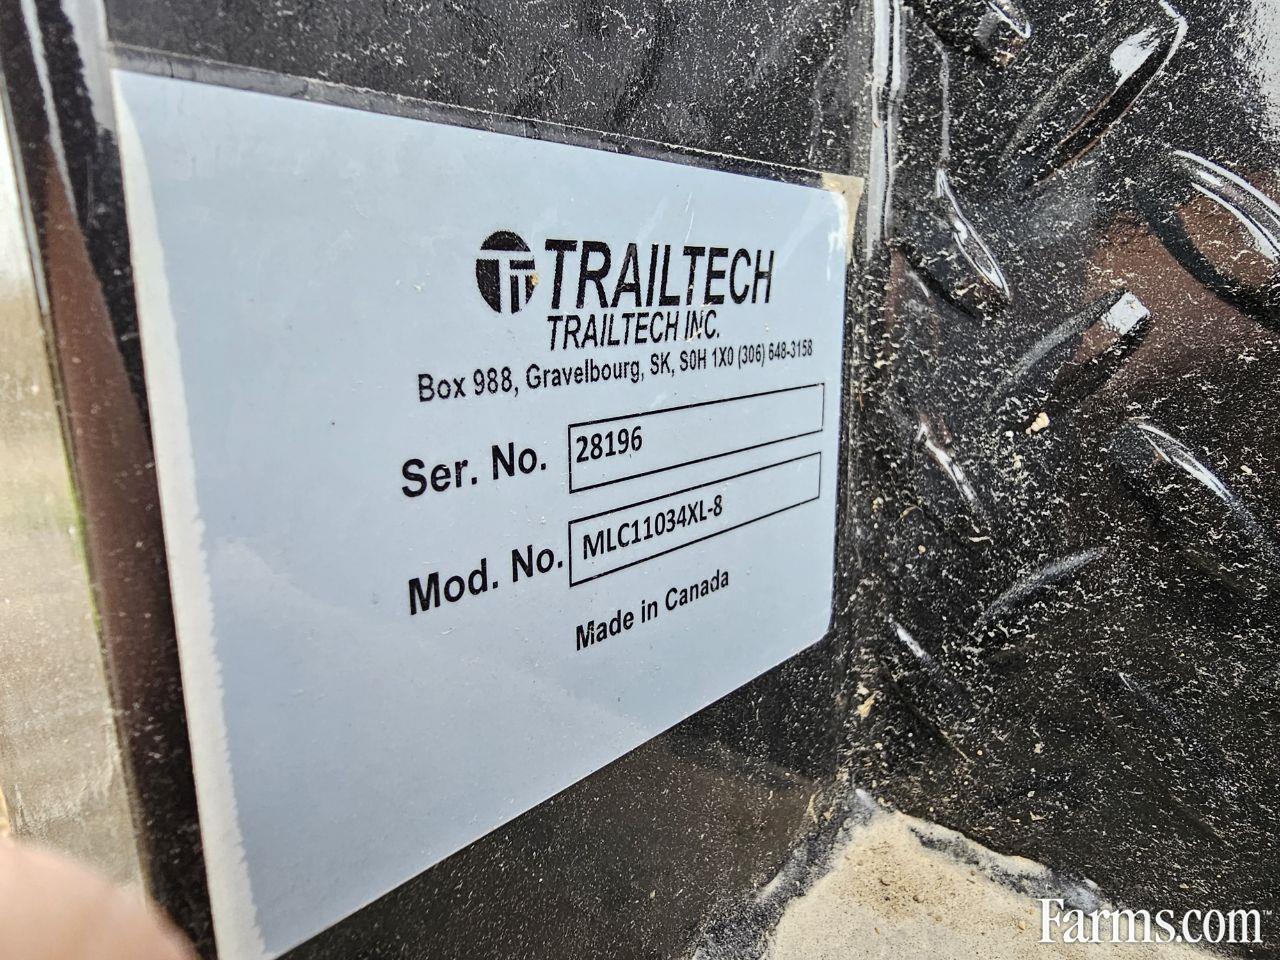 TRAILTECH
TRAILTECH INC.
Box 988, Gravelbourg, SK, S0H 1X0 (306) 648-3158
Ser. No. 28196
Mod. No. MLC11034XL-8
Made in Canada
Farms.com™